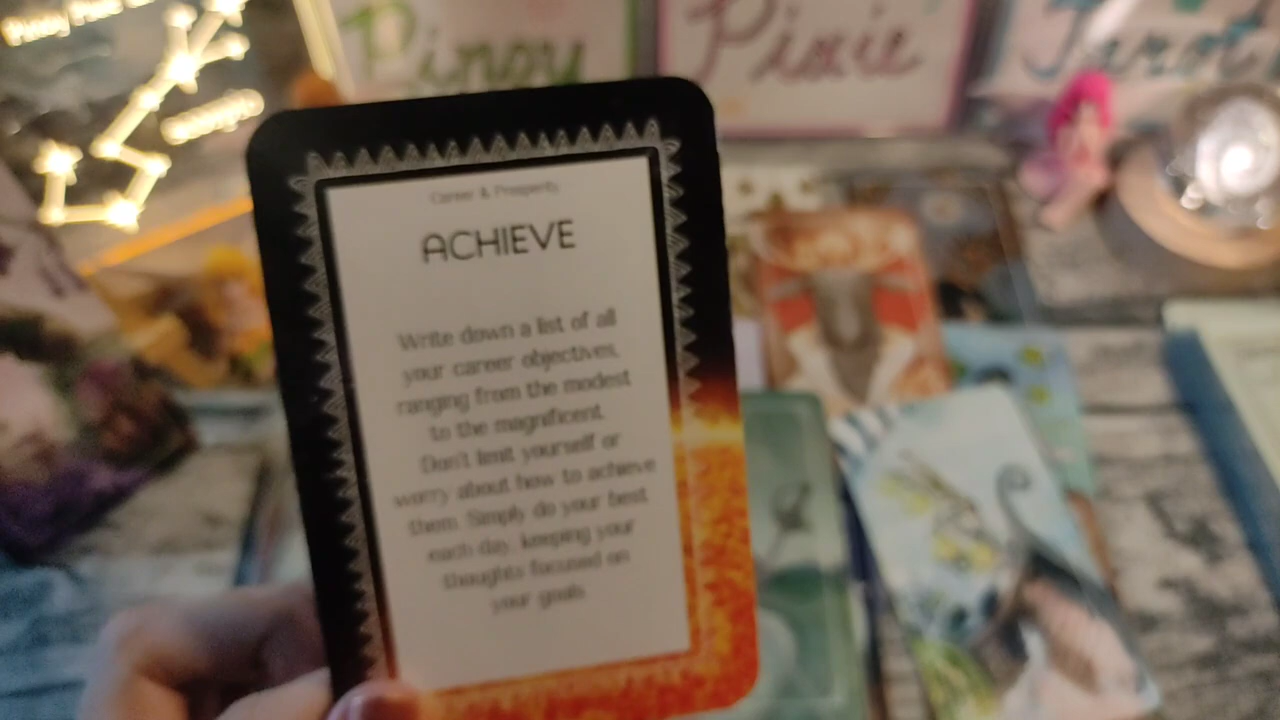 Pinoy
Pixie
Tarot
Career & Prosperity
ACHIEVE
Write down a list of all
your career objectives,
ranging from the modest
to the magnificent.
Don't limit yourself or
worry about how to achieve
them. Simply do your best
each day, keeping your
thoughts focused on
your goals.